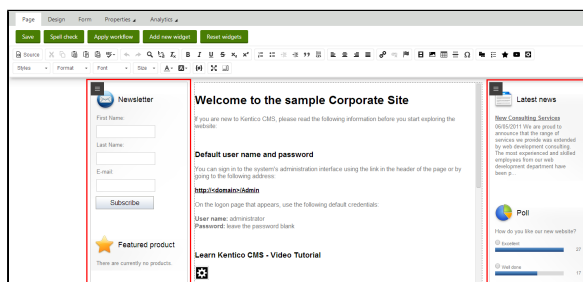 Page Design Form Properties Analytics
Save Spell check Apply workflow Add new widget Reset widgets
Source
Styles Format Font Size
Newsletter
First Name:
Last Name:
E-mail:
Subscribe
Featured product
There are currently no products.
Welcome to the sample Corporate Site
If you are new to Kentico CMS, please read the following information before you start exploring the
website:
Default user name and password
You can sign in to the system's administration interface using the link in the header of the page or by
going to the following address:
http://<domain>/Admin
On the logon page that appears, use the following default credentials:
User name: administrator
Password: leave the password blank
Learn Kentico CMS - Video Tutorial
Latest news
New Consulting Services
06/05/2011 We are proud to
announce that the range of
services we provide was extended
by web development consulting.
The most experienced and skilled
employees from our web
development department have
been p...
Poll
How do you like our new website?
Excellent
27
Well done
17